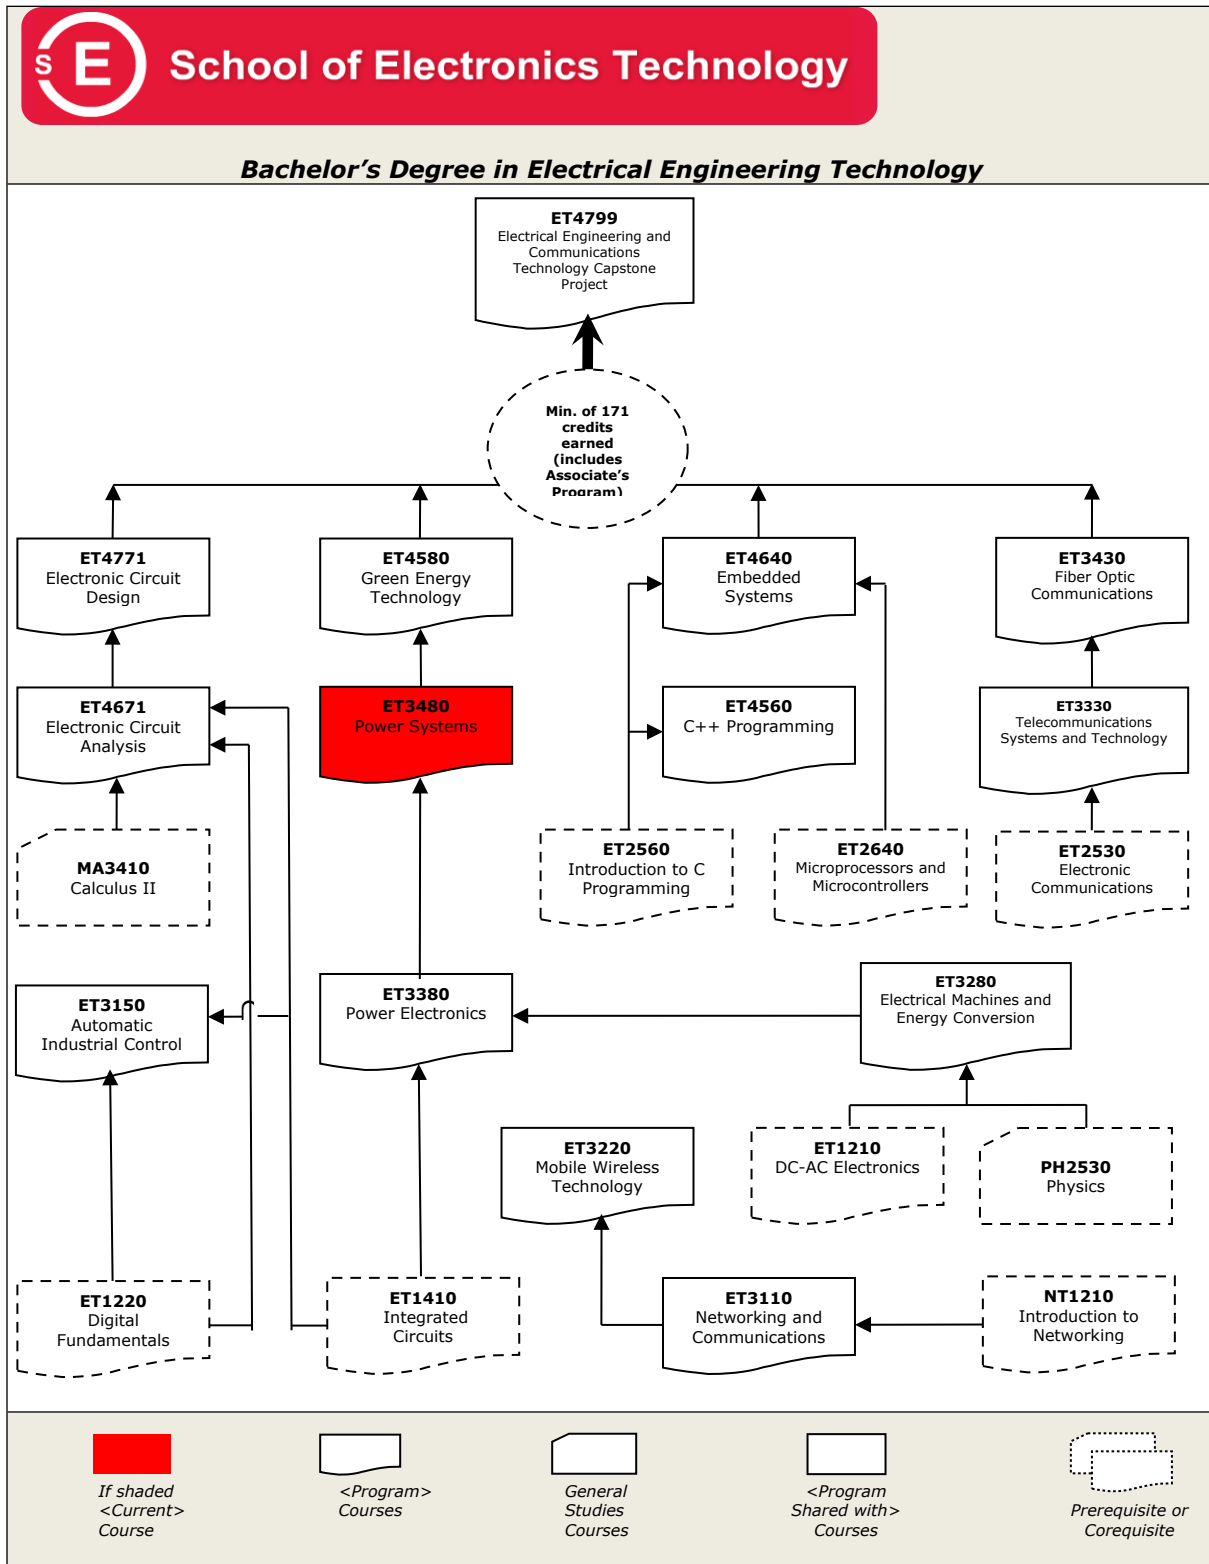 S E School of Electronics Technology
Bachelor's Degree in Electrical Engineering Technology
ET4799
Electrical Engineering and
Communications
Technology Capstone
Project
Min. of 171
credits
earned
(includes
Associate's
Program)
ET4771
Electronic Circuit
Design
ET4580
Green Energy
Technology
ET4640
Embedded
Systems
ET3430
Fiber Optic
Communications
ET4671
Electronic Circuit
Analysis
ET3480
Power Systems
ET4560
C++ Programming
ET3330
Telecommunications
Systems and Technology
MA3410
Calculus II
ET2560
Introduction to C
Programming
ET2640
Microprocessors and
Microcontrollers
ET2530
Electronic
Communications
ET3150
Automatic
Industrial Control
ET3380
Power Electronics
ET3280
Electrical Machines and
Energy Conversion
ET3220
Mobile Wireless
Technology
ET1210
DC-AC Electronics
PH2530
Physics
ET1220
Digital
Fundamentals
ET1410
Integrated
Circuits
ET3110
Networking and
Communications
NT1210
Introduction to
Networking
If shaded
<Current>
Course
<Program>
Courses
General
Studies
Courses
<Program
Shared with>
Courses
Prerequisite or
Corequisite